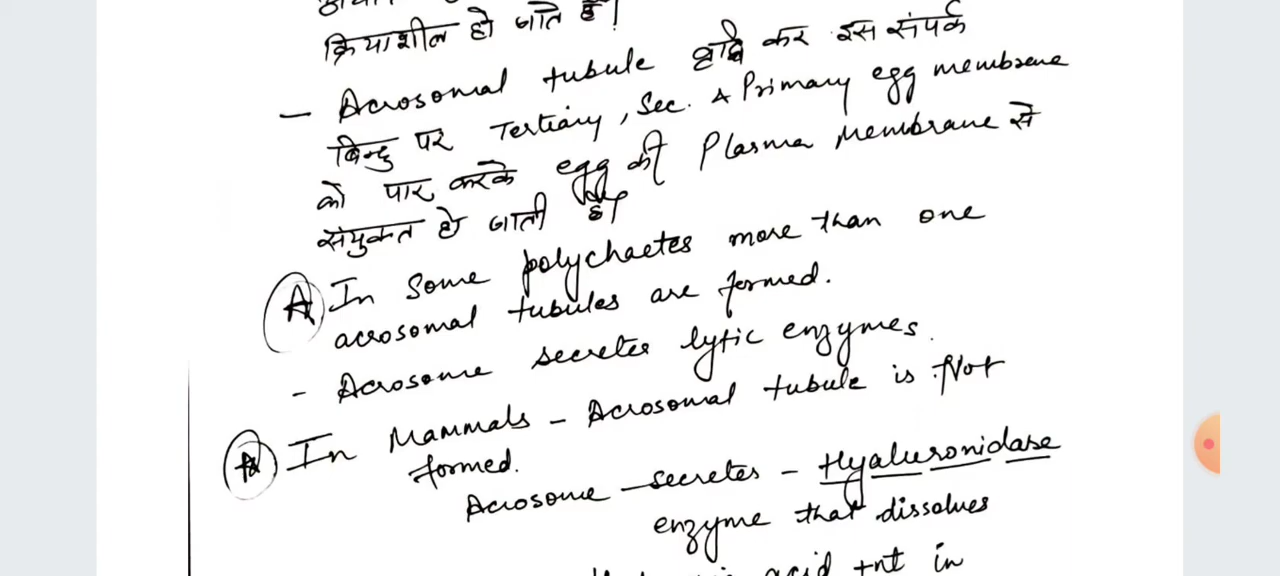 क्रियाशील हो जाते हैं।
- Acrosomal tubule कर इस संपर्क
बिन्दु पर Tertiary, Sec. & Primary egg membrane
को पार करके egg की Plasma membrane से
संयुक्त हो जाती है।
(A) In some polychaetes more than one
acrosomal tubules are formed.
- Acrosome secretes lytic enzymes.
In Mammals - Acrosomal tubule is Not
formed.
Acrosome - secretes - Hyaluronidase
enzyme that dissolves
acid in